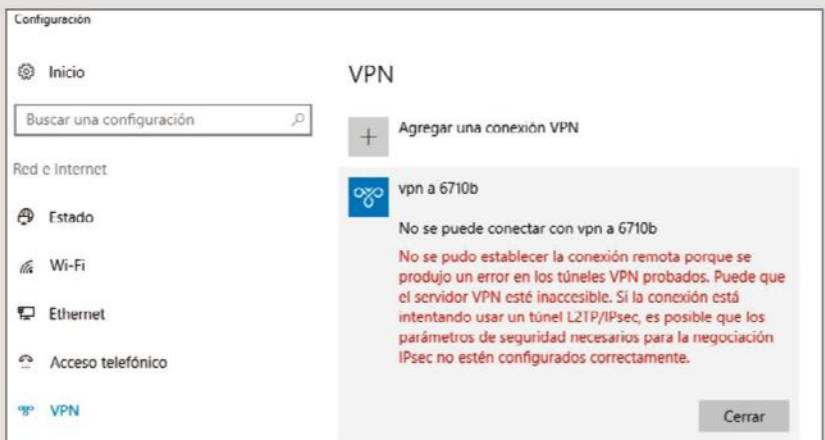 Configuración
Inicio
Buscar una configuración
Red e Internet
Estado
Wi-Fi
Ethernet
Acceso telefónico
VPN
VPN
Agregar una conexión VPN
vpn a 6710b
No se puede conectar con vpn a 6710b
No se pudo establecer la conexión remota porque se
produjo un error en los túneles VPN probados. Puede que
el servidor VPN esté inaccesible. Si la conexión está
intentando usar un túnel L2TP/IPsec, es posible que los
parámetros de seguridad necesarios para la negociación
IPsec no estén configurados correctamente.
Cerrar